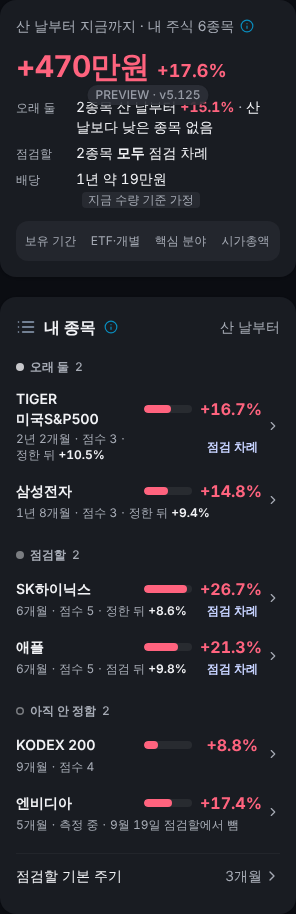 산 날부터 지금까지 · 내 주식 6종목
+470만원 +17.6%
PREVIEW · v5.125
오래 둘 2종목 산 날부터 +15.1% · 산
날보다 낮은 종목 없음
점검할 2종목 모두 점검 차례
배당 1년 약 19만원
지금 수량 기준 가정
보유 기간 ETF·개별 핵심 분야 시가총액
내 종목 산 날부터
오래 둘 2
TIGER
미국S&P500 +16.7%
2년 2개월 · 점수 3 ·
정한 뒤 +10.5% 점검 차례
삼성전자 +14.8%
1년 8개월 · 점수 3 · 정한 뒤 +9.4%
점검할 2
SK하이닉스 +26.7%
6개월 · 점수 5 · 정한 뒤 +8.6% 점검 차례
애플 +21.3%
6개월 · 점수 5 · 점검 뒤 +9.8% 점검 차례
아직 안 정함 2
KODEX 200 +8.8%
9개월 · 점수 4
엔비디아 +17.4%
5개월 · 측정 중 · 9월 19일 점검할에서 뺌
점검할 기본 주기 3개월